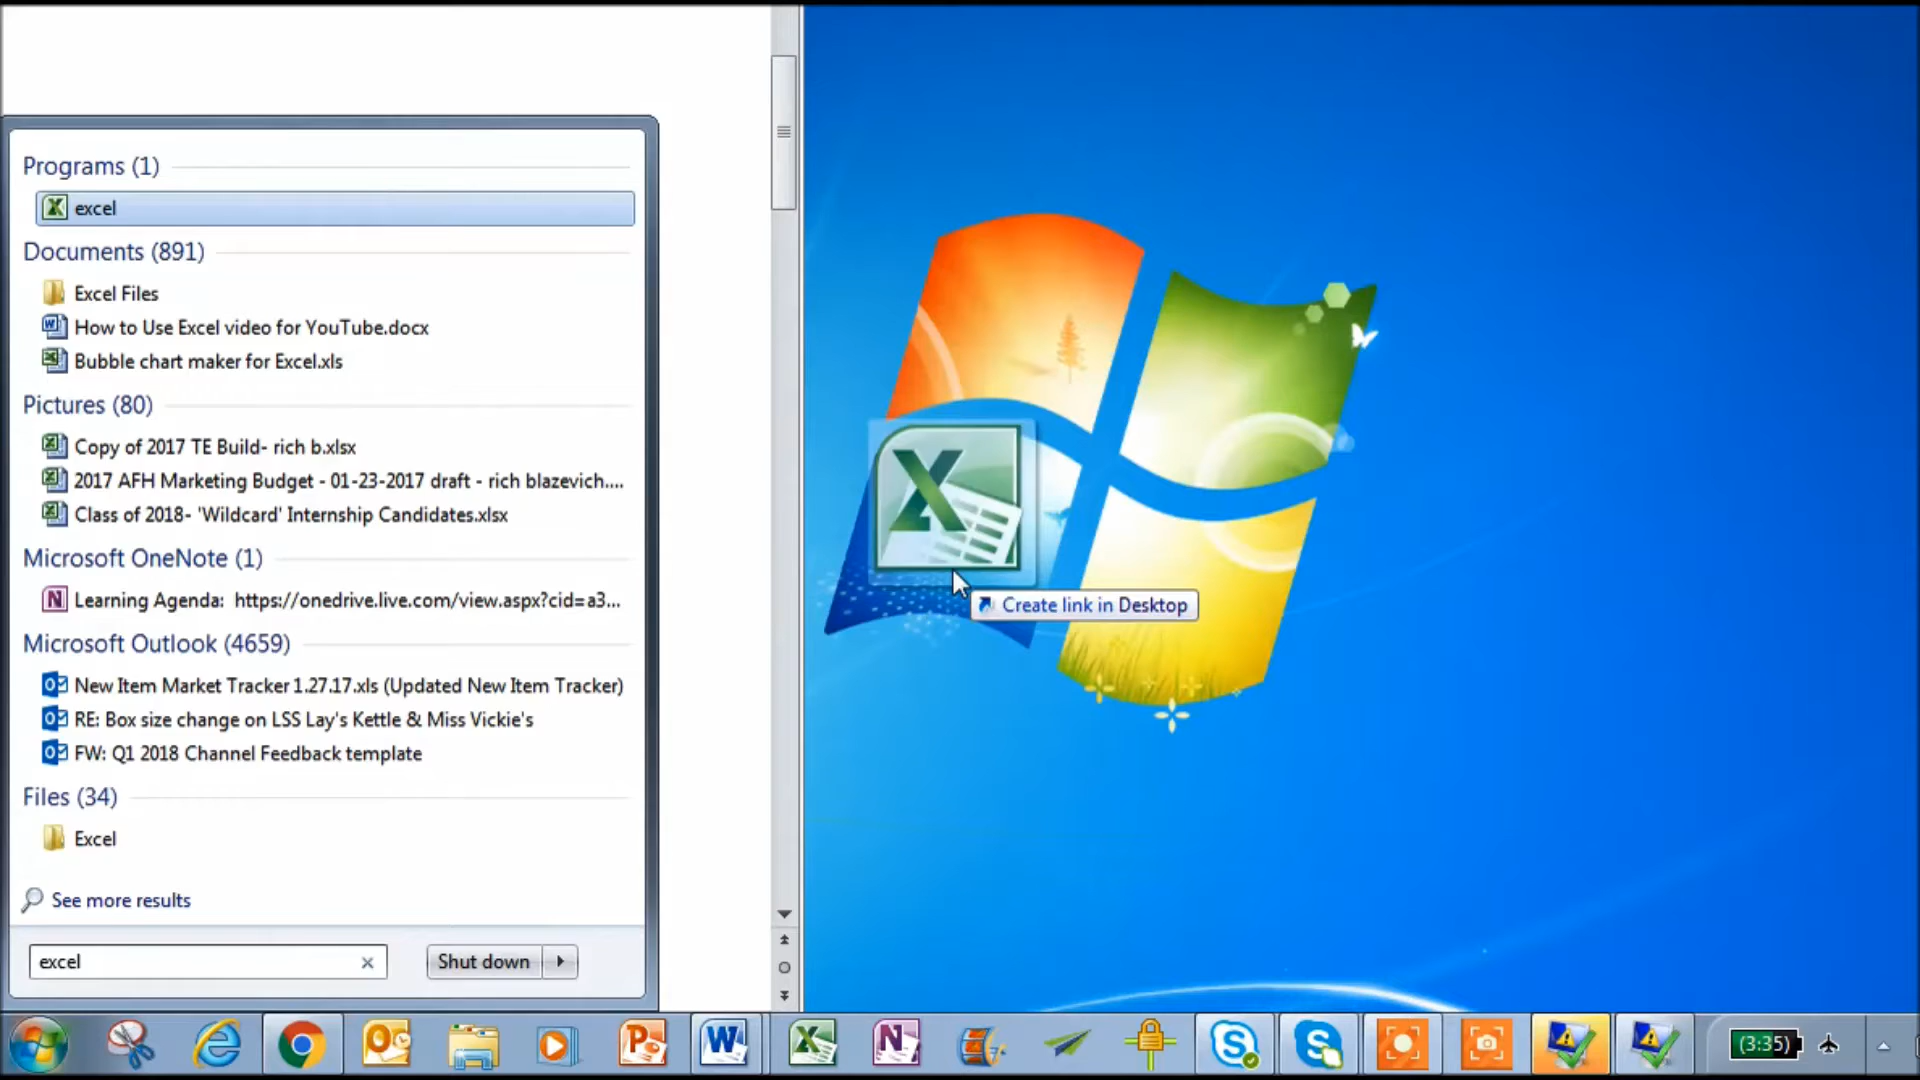 Programs (1)
excel
Documents (891)
Excel Files
How to Use Excel video for YouTube.docx
Bubble chart maker for Excel.xls
Pictures (80)
Copy of 2017 TE Build- rich b.xlsx
2017 AFH Marketing Budget - 01-23-2017 draft - rich blazevich....
Class of 2018- 'Wildcard' Internship Candidates.xlsx
Microsoft OneNote (1)
Learning Agenda: https://onedrive.live.com/view.aspx?cid=a3...
Microsoft Outlook (4659)
New Item Market Tracker 1.27.17.xls (Updated New Item Tracker)
RE: Box size change on LSS Lay's Kettle & Miss Vickie's
FW: Q1 2018 Channel Feedback template
Files (34)
Excel
See more results
excel
Shut down
Create link in Desktop
(3:35)